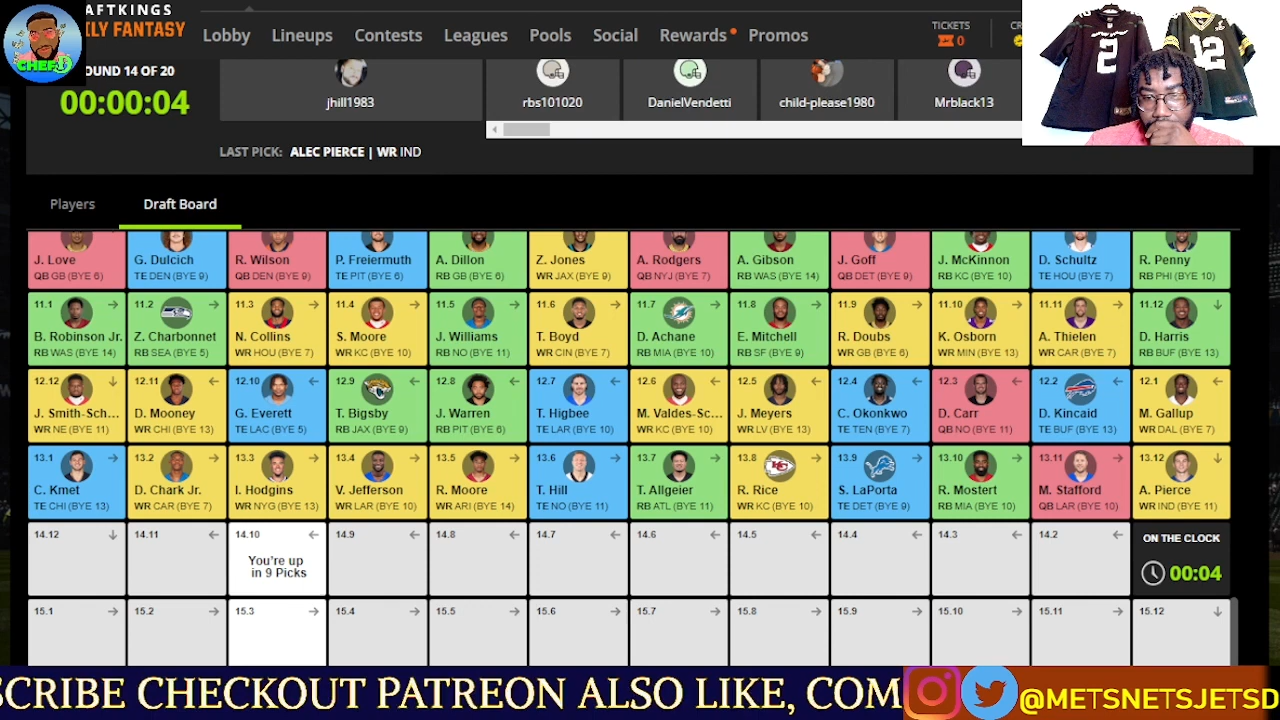 AFTKINGS
ILY FANTASY
CHEF
Lobby
Lineups
Contests
Leagues
Pools
Social
Rewards
Promos
TICKETS
0
CR
2
12
OUND 14 OF 20
00:00:04
jhill1983
rbs101020
DanielVendetti
child-please1980
Mrblack13
LAST PICK: ALEC PIERCE | WR IND
Players
Draft Board
J. Love
QB GB (BYE 6)
G. Dulcich
TE DEN (BYE 9)
R. Wilson
QB DEN (BYE 9)
P. Freiermuth
TE PIT (BYE 6)
A. Dillon
RB GB (BYE 6)
Z. Jones
WR JAX (BYE 9)
A. Rodgers
QB NYJ (BYE 7)
A. Gibson
RB WAS (BYE 14)
J. Goff
QB DET (BYE 9)
J. McKinnon
RB KC (BYE 10)
D. Schultz
TE HOU (BYE 7)
R. Penny
RB PHI (BYE 10)
11.1
B. Robinson Jr.
RB WAS (BYE 14)
11.2
Z. Charbonnet
RB SEA (BYE 5)
11.3
N. Collins
WR HOU (BYE 7)
11.4
S. Moore
WR KC (BYE 10)
11.5
J. Williams
RB NO (BYE 11)
11.6
T. Boyd
WR CIN (BYE 7)
11.7
D. Achane
RB MIA (BYE 10)
11.8
E. Mitchell
RB SF (BYE 9)
11.9
R. Doubs
WR GB (BYE 6)
11.10
K. Osborn
WR MIN (BYE 13)
11.11
A. Thielen
WR CAR (BYE 7)
11.12
D. Harris
RB BUF (BYE 13)
12.12
J. Smith-Sch...
WR NE (BYE 11)
12.11
D. Mooney
WR CHI (BYE 13)
12.10
G. Everett
TE LAC (BYE 5)
12.9
T. Bigsby
RB JAX (BYE 9)
12.8
J. Warren
RB PIT (BYE 6)
12.7
T. Higbee
TE LAR (BYE 10)
12.6
M. Valdes-Sc...
WR KC (BYE 10)
12.5
J. Meyers
WR LV (BYE 13)
12.4
C. Okonkwo
TE TEN (BYE 7)
12.3
D. Carr
QB NO (BYE 11)
12.2
D. Kincaid
TE BUF (BYE 13)
12.1
M. Gallup
WR DAL (BYE 7)
13.1
C. Kmet
TE CHI (BYE 13)
13.2
D. Chark Jr.
WR CAR (BYE 7)
13.3
I. Hodgins
WR NYG (BYE 13)
13.4
V. Jefferson
WR LAR (BYE 10)
13.5
R. Moore
WR ARI (BYE 14)
13.6
T. Hill
TE NO (BYE 11)
13.7
T. Allgeier
RB ATL (BYE 11)
13.8
R. Rice
WR KC (BYE 10)
13.9
S. LaPorta
TE DET (BYE 9)
13.10
R. Mostert
RB MIA (BYE 10)
13.11
M. Stafford
QB LAR (BYE 10)
13.12
A. Pierce
WR IND (BYE 11)
14.12
14.11
14.10
You're up
in 9 Picks
14.9
14.8
14.7
14.6
14.5
14.4
14.3
14.2
ON THE CLOCK
00:04
15.1
15.2
15.3
15.4
15.5
15.6
15.7
15.8
15.9
15.10
15.11
15.12
SCRIBE CHECKOUT PATREON ALSO LIKE, COM
@METSNETSJETSD